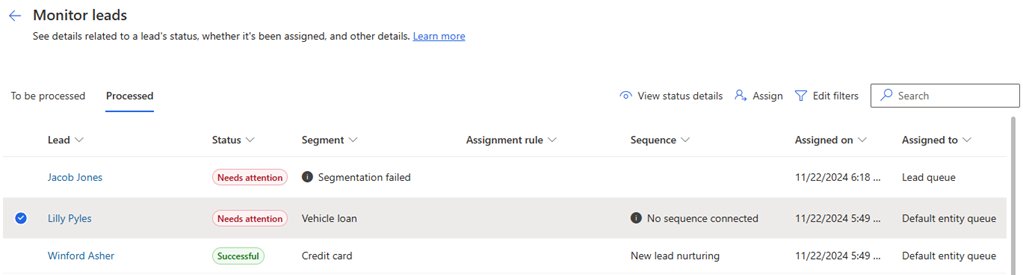 Monitor leads
See details related to a lead's status, whether it's been assigned, and other details. Learn more
To be processed Processed View status details Assign Edit filters Search
Lead Status Segment Assignment rule Sequence Assigned on Assigned to
Jacob Jones Needs attention Segmentation failed 11/22/2024 6:18 ... Lead queue
Lilly Pyles Needs attention Vehicle loan No sequence connected 11/22/2024 5:49 ... Default entity queue
Winford Asher Successful Credit card New lead nurturing 11/22/2024 5:49 ... Default entity queue